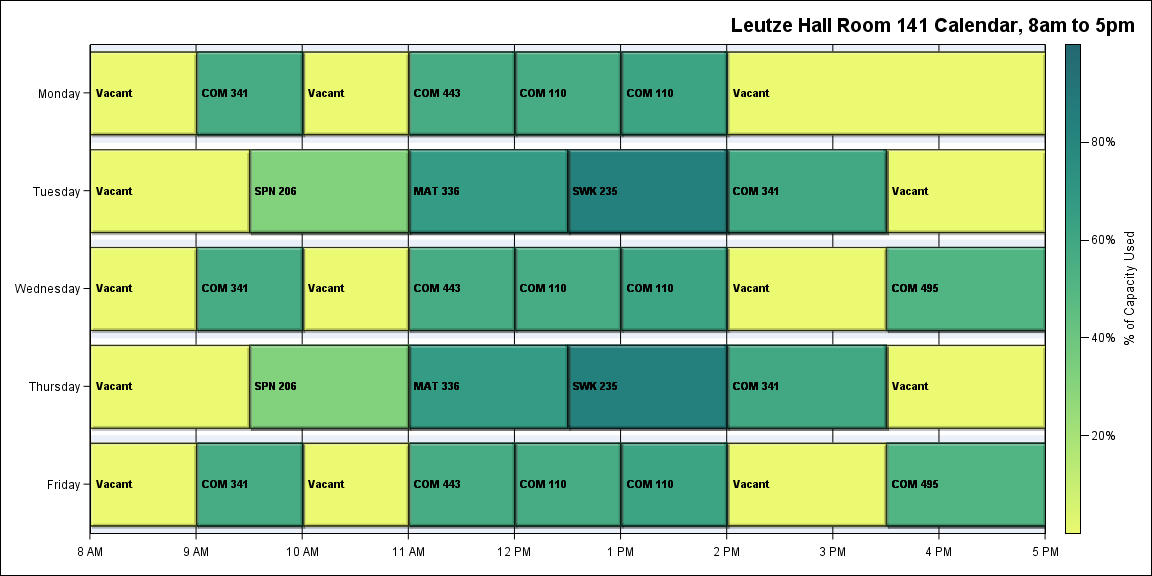 Leutze Hall Room 141 Calendar, 8am to 5pm
Monday Vacant COM 341 Vacant COM 443 COM 110 COM 110 Vacant
80%
Tuesday Vacant SPN 206 MAT 336 SWK 235 COM 341 Vacant
60%
% of Capacity Used
Wednesday Vacant COM 341 Vacant COM 443 COM 110 COM 110 Vacant COM 495
40%
Thursday Vacant SPN 206 MAT 336 SWK 235 COM 341 Vacant
20%
Friday Vacant COM 341 Vacant COM 443 COM 110 COM 110 Vacant COM 495
8 AM 9 AM 10 AM 11 AM 12 PM 1 PM 2 PM 3 PM 4 PM 5 PM